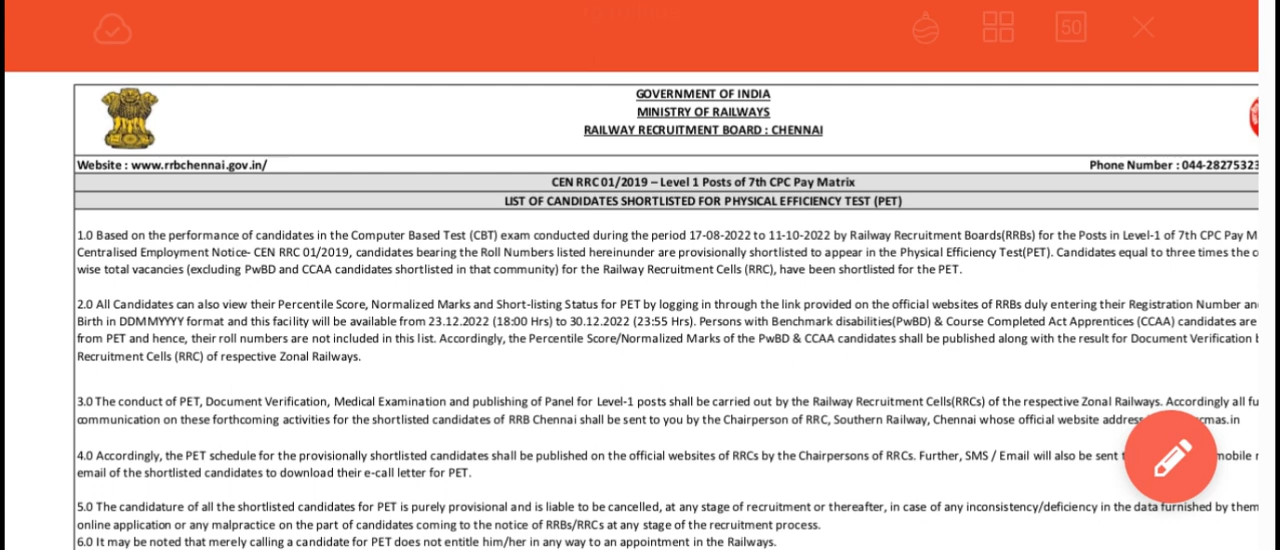 50
GOVERNMENT OF INDIA
MINISTRY OF RAILWAYS
RAILWAY RECRUITMENT BOARD : CHENNAI
Website : www.rrbchennai.gov.in/ Phone Number : 044-28275323
CEN RRC 01/2019 – Level 1 Posts of 7th CPC Pay Matrix
LIST OF CANDIDATES SHORTLISTED FOR PHYSICAL EFFICIENCY TEST (PET)
1.0 Based on the performance of candidates in the Computer Based Test (CBT) exam conducted during the period 17-08-2022 to 11-10-2022 by Railway Recruitment Boards(RRBs) for the Posts in Level-1 of 7th CPC Pay M
Centralised Employment Notice- CEN RRC 01/2019, candidates bearing the Roll Numbers listed hereinunder are provisionally shortlisted to appear in the Physical Efficiency Test(PET). Candidates equal to three times the
wise total vacancies (excluding PwBD and CCAA candidates shortlisted in that community) for the Railway Recruitment Cells (RRC), have been shortlisted for the PET.
2.0 All Candidates can also view their Percentile Score, Normalized Marks and Short-listing Status for PET by logging in through the link provided on the official websites of RRBs duly entering their Registration Number an
Birth in DDMMYYYY format and this facility will be available from 23.12.2022 (18:00 Hrs) to 30.12.2022 (23:55 Hrs). Persons with Benchmark disabilities(PwBD) & Course Completed Act Apprentices (CCAA) candidates are
from PET and hence, their roll numbers are not included in this list. Accordingly, the Percentile Score/Normalized Marks of the PwBD & CCAA candidates shall be published along with the result for Document Verification
Recruitment Cells (RRC) of respective Zonal Railways.
3.0 The conduct of PET, Document Verification, Medical Examination and publishing of Panel for Level-1 posts shall be carried out by the Railway Recruitment Cells(RRCs) of the respective Zonal Railways. Accordingly all fu
communication on these forthcoming activities for the shortlisted candidates of RRB Chennai shall be sent to you by the Chairperson of RRC, Southern Railway, Chennai whose official website address mas.in
4.0 Accordingly, the PET schedule for the provisionally shortlisted candidates shall be published on the official websites of RRCs by the Chairpersons of RRCs. Further, SMS / Email will also be sent mobile
email of the shortlisted candidates to download their e-call letter for PET.
5.0 The candidature of all the shortlisted candidates for PET is purely provisional and is liable to be cancelled, at any stage of recruitment or thereafter, in case of any inconsistency/deficiency in the data furnished by them
online application or any malpractice on the part of candidates coming to the notice of RRBs/RRCs at any stage of the recruitment process.
6.0 It may be noted that merely calling a candidate for PET does not entitle him/her in any way to an appointment in the Railways.